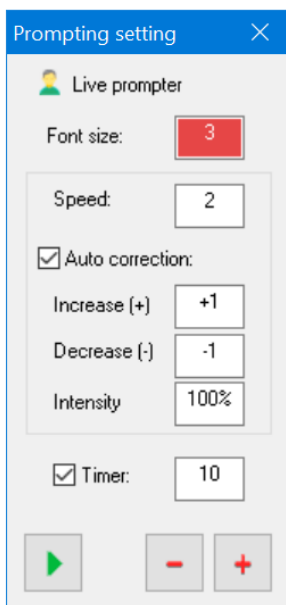 Prompting setting
Live prompter
Font size: 3
Speed: 2
Auto correction:
Increase (+) +1
Decrease (-) -1
Intensity 100%
Timer: 10